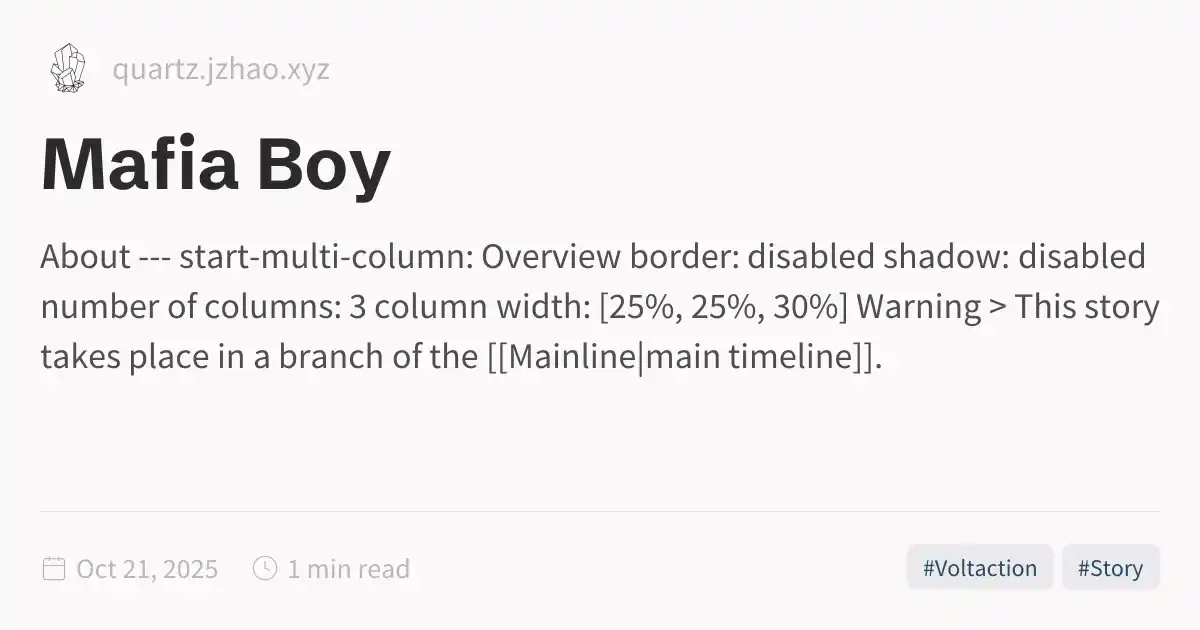 quartz.jzhao.xyz
Mafia Boy
About --- start-multi-column: Overview border: disabled shadow: disabled
number of columns: 3 column width: [25%, 25%, 30%] Warning > This story
takes place in a branch of the [[Mainline|main timeline]].
Oct 21, 2025 1 min read #Voltaction #Story